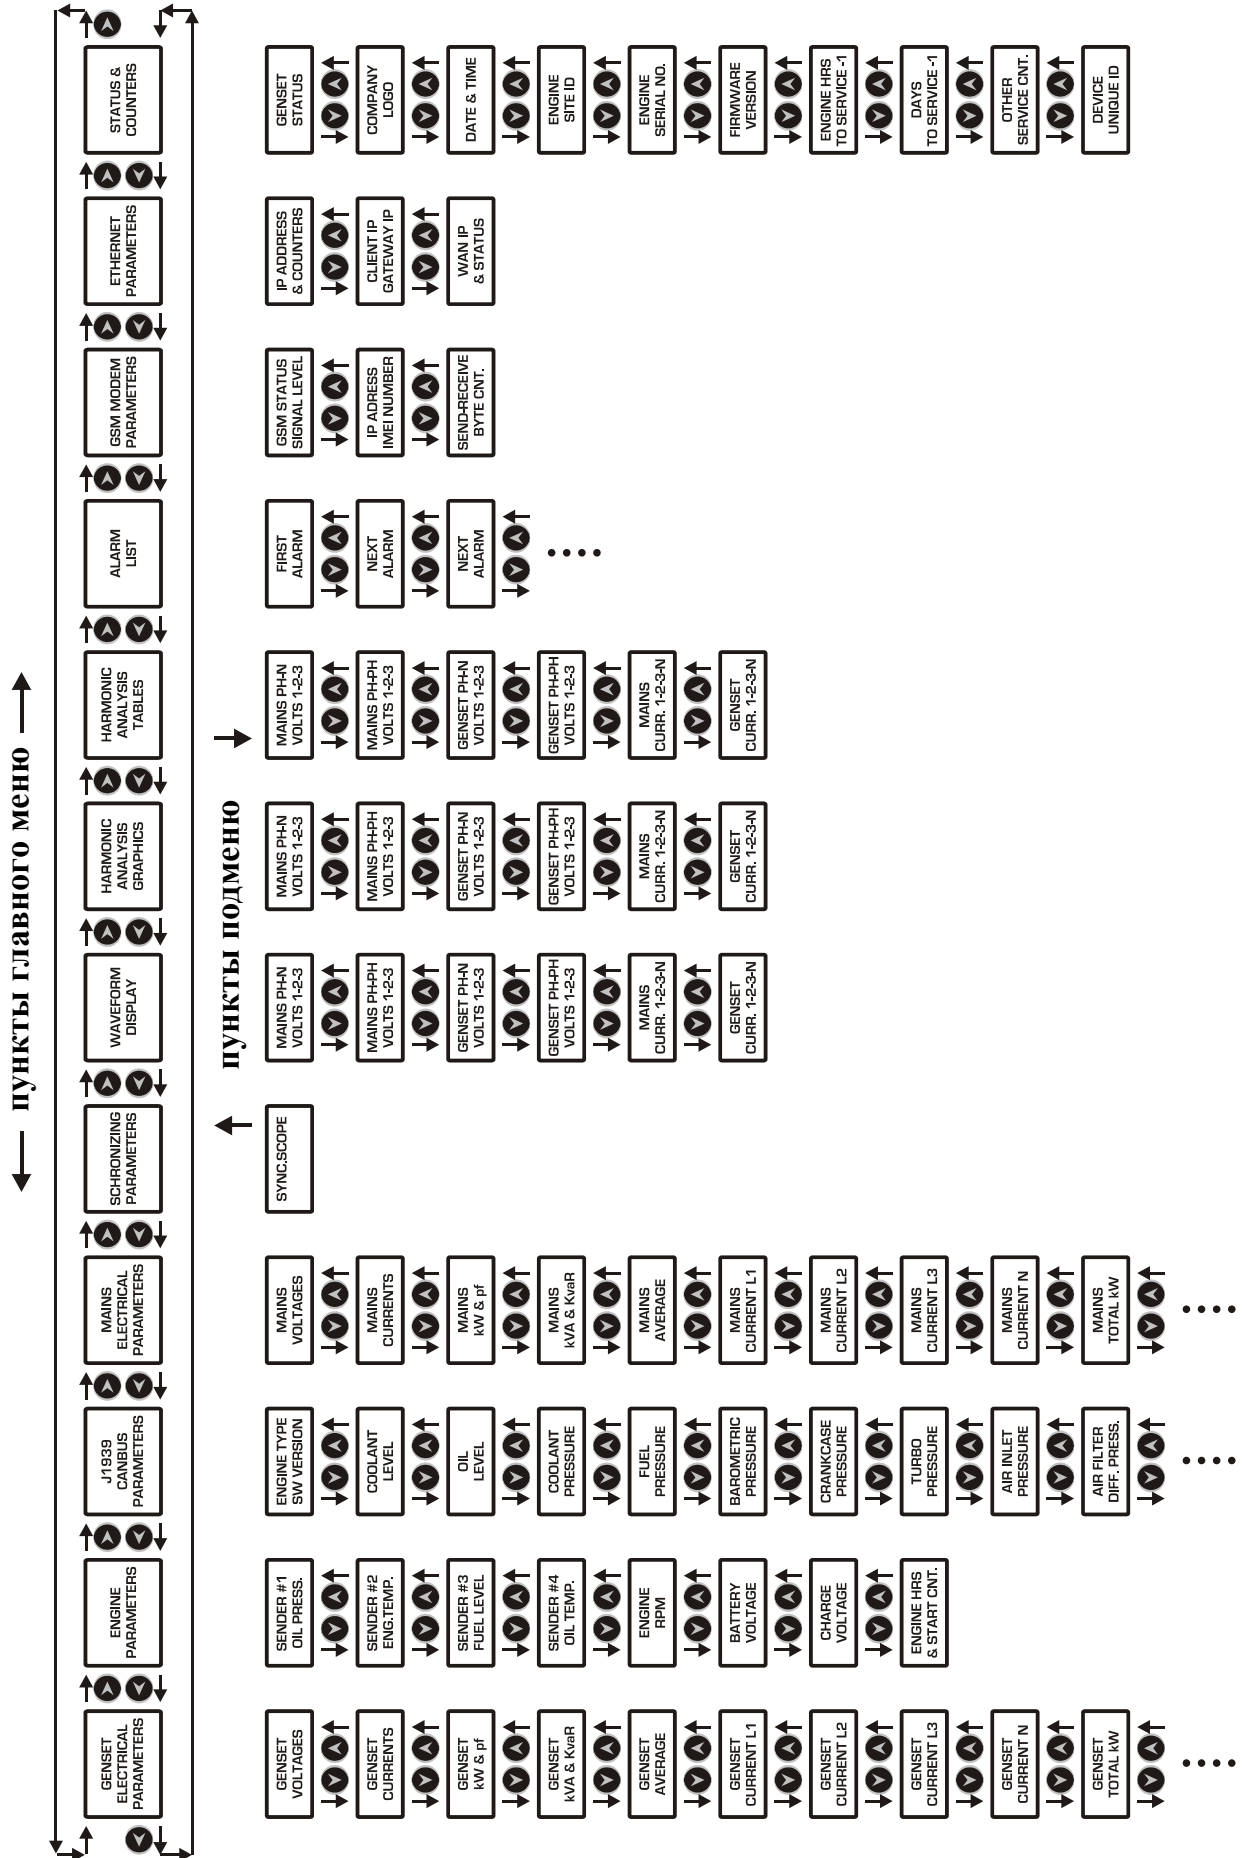 пункты главного меню
GENSET
ELECTRICAL
PARAMETERS
ENGINE
PARAMETERS
J1939
CANBUS
PARAMETERS
MAINS
ELECTRICAL
PARAMETERS
SCHRONIZING
PARAMETERS
WAVEFORM
DISPLAY
HARMONIC
ANALYSIS
GRAPHICS
HARMONIC
ANALYSIS
TABLES
ALARM
LIST
GSM MODEM
PARAMETERS
ETHERNET
PARAMETERS
STATUS &
COUNTERS
пункты подменю
GENSET
VOLTAGES
GENSET
CURRENTS
GENSET
kW & pf
GENSET
kVA & KvaR
GENSET
AVERAGE
GENSET
CURRENT L1
GENSET
CURRENT L2
GENSET
CURRENT L3
GENSET
CURRENT N
GENSET
TOTAL kW
SENDER #1
OIL PRESS.
SENDER #2
ENG.TEMP.
SENDER #3
FUEL LEVEL
SENDER #4
OIL TEMP.
ENGINE
RPM
BATTERY
VOLTAGE
CHARGE
VOLTAGE
ENGINE HRS
& START CNT.
ENGINE TYPE
SW VERSION
COOLANT
LEVEL
OIL
LEVEL
COOLANT
PRESSURE
FUEL
PRESSURE
BAROMETRIC
PRESSURE
CRANKCASE
PRESSURE
TURBO
PRESSURE
AIR INLET
PRESSURE
AIR FILTER
DIFF. PRESS.
MAINS
VOLTAGES
MAINS
CURRENTS
MAINS
kW & pf
MAINS
kVA & KvaR
MAINS
AVERAGE
MAINS
CURRENT L1
MAINS
CURRENT L2
MAINS
CURRENT L3
MAINS
CURRENT N
MAINS
TOTAL kW
SYNC.SCOPE
MAINS PH-N
VOLTS 1-2-3
MAINS PH-PH
VOLTS 1-2-3
GENSET PH-N
VOLTS 1-2-3
GENSET PH-PH
VOLTS 1-2-3
MAINS
CURR. 1-2-3-N
GENSET
CURR. 1-2-3-N
MAINS PH-N
VOLTS 1-2-3
MAINS PH-PH
VOLTS 1-2-3
GENSET PH-N
VOLTS 1-2-3
GENSET PH-PH
VOLTS 1-2-3
MAINS
CURR. 1-2-3-N
GENSET
CURR. 1-2-3-N
MAINS PH-N
VOLTS 1-2-3
MAINS PH-PH
VOLTS 1-2-3
GENSET PH-N
VOLTS 1-2-3
GENSET PH-PH
VOLTS 1-2-3
MAINS
CURR. 1-2-3-N
GENSET
CURR. 1-2-3-N
FIRST
ALARM
NEXT
ALARM
NEXT
ALARM
GSM STATUS
SIGNAL LEVEL
IP ADRESS
IMEI NUMBER
SEND-RECEIVE
BYTE CNT.
IP ADDRESS
& COUNTERS
CLIENT IP
GATEWAY IP
WAN IP
& STATUS
GENSET
STATUS
COMPANY
LOGO
DATE & TIME
ENGINE
SITE ID
ENGINE
SERIAL NO.
FIRMWARE
VERSION
ENGINE HRS
TO SERVICE -1
DAYS
TO SERVICE -1
OTHER
SERVICE CNT.
DEVICE
UNIQUE ID